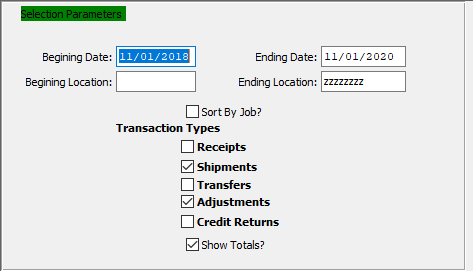 Selection Parameters
Begining Date: 11/01/2018 Ending Date: 11/01/2020
Begining Location: Ending Location: zzzzzzzz
Sort By Job?
Transaction Types
Receipts
Shipments
Transfers
Adjustments
Credit Returns
Show Totals?